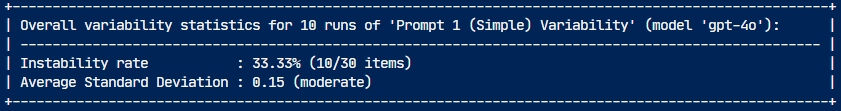 Overall variability statistics for 10 runs of 'Prompt 1 (Simple) Variability' (model 'gpt-4o'):
Instability rate : 33.33% (10/30 items)
Average Standard Deviation : 0.15 (moderate)